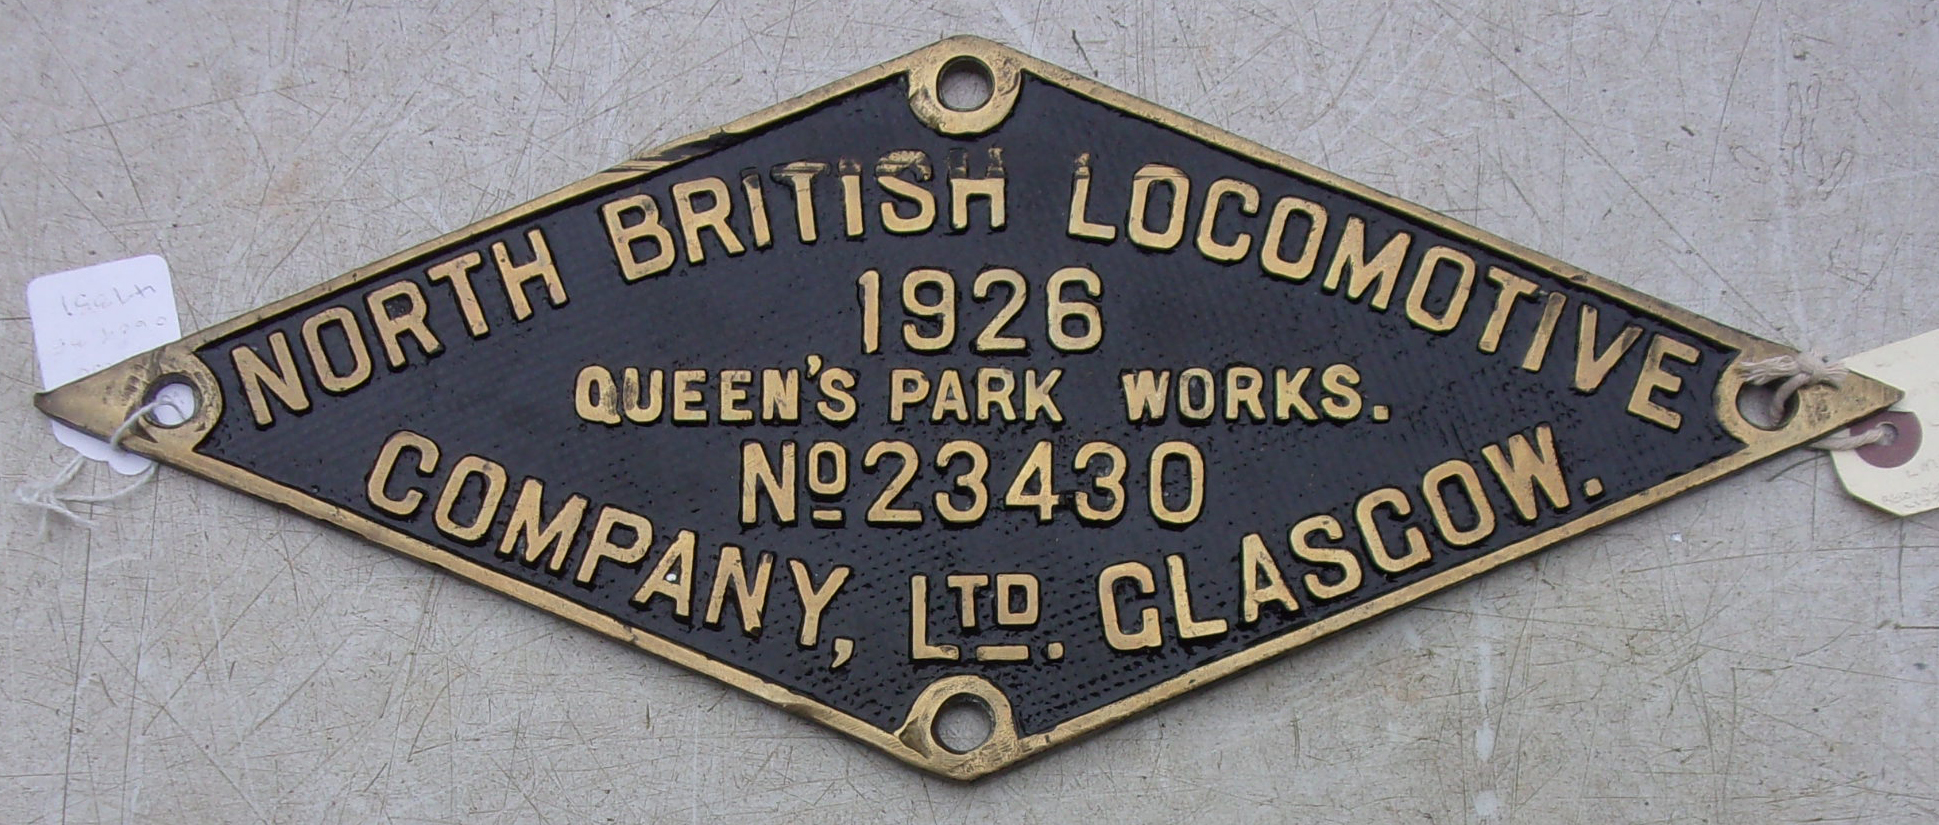 NORTH BRITISH LOCOMOTIVE
1926
QUEEN'S PARK WORKS.
Nº 23430
COMPANY, LTD. GLASGOW.